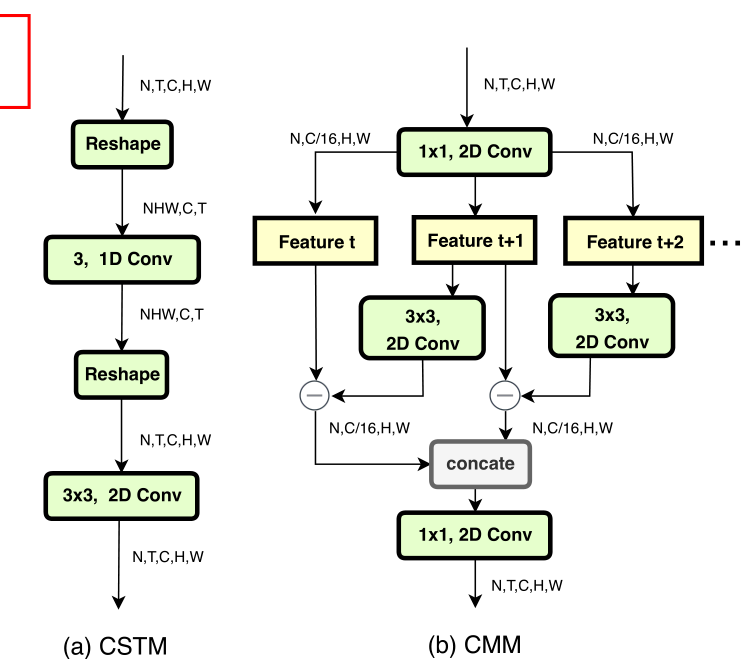 N,T,C,H,W
Reshape
NHW,C,T
3, 1D Conv
NHW,C,T
Reshape
N,T,C,H,W
3x3, 2D Conv
N,T,C,H,W
(a) CSTM
N,T,C,H,W
N,C/16,H,W
1x1, 2D Conv
N,C/16,H,W
Feature t
Feature t+1
Feature t+2
3x3,
2D Conv
3x3,
2D Conv
N,C/16,H,W
N,C/16,H,W
concate
1x1, 2D Conv
N,T,C,H,W
(b) CMM